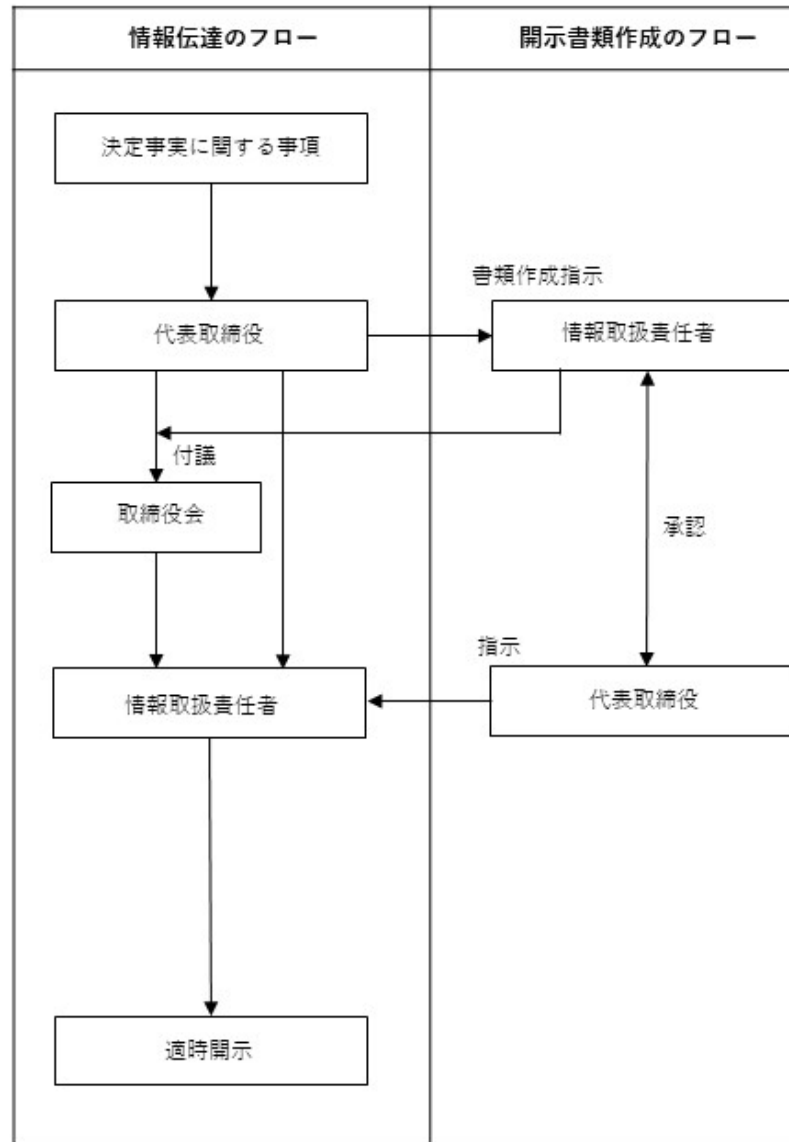 情報伝達のフロー
開示書類作成のフロー
決定事実に関する事項
書類作成指示
代表取締役
情報取扱責任者
付議
取締役会
承認
指示
情報取扱責任者
代表取締役
適時開示